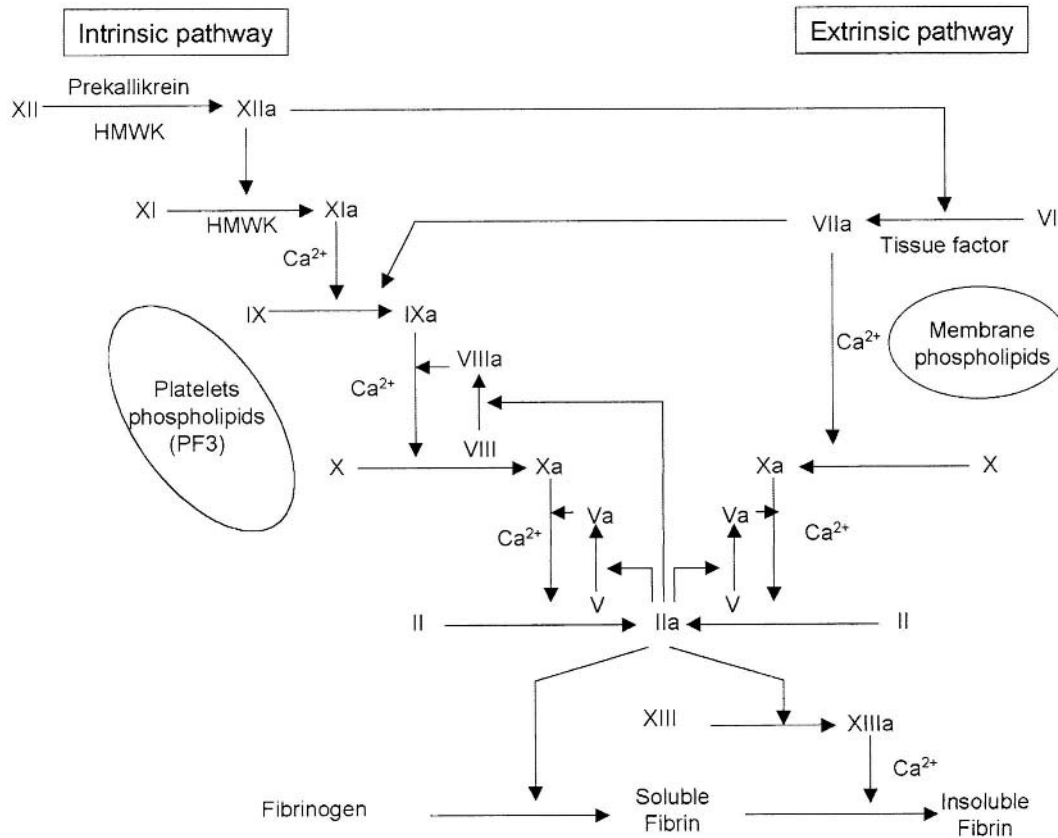 Intrinsic pathway
Extrinsic pathway
Prekallikrein
XII
XIIa
HMWK
XI
XIa
HMWK
VIIa
VI
Tissue factor
Ca²⁺
IX
IXa
Membrane
phospholipids
Ca²⁺
VIIIa
Ca²⁺
Platelets
phospholipids
(PF3)
VIII
X
Xa
Xa
X
Va
Va
Ca²⁺
Ca²⁺
V
V
II
IIa
II
XIII
XIIIa
Ca²⁺
Fibrinogen
Soluble
Fibrin
Insoluble
Fibrin